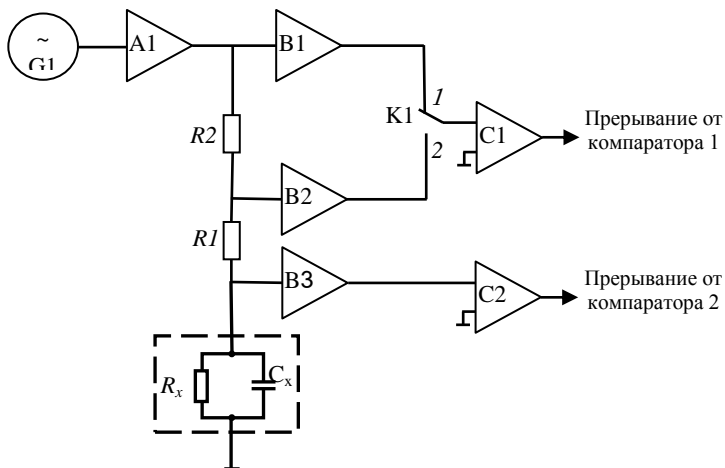 ~
G1
A1
B1
1
K1
2
C1
Прерывание от
компаратора 1
R2
B2
R1
B3
C2
Прерывание от
компаратора 2
Rx
Cx